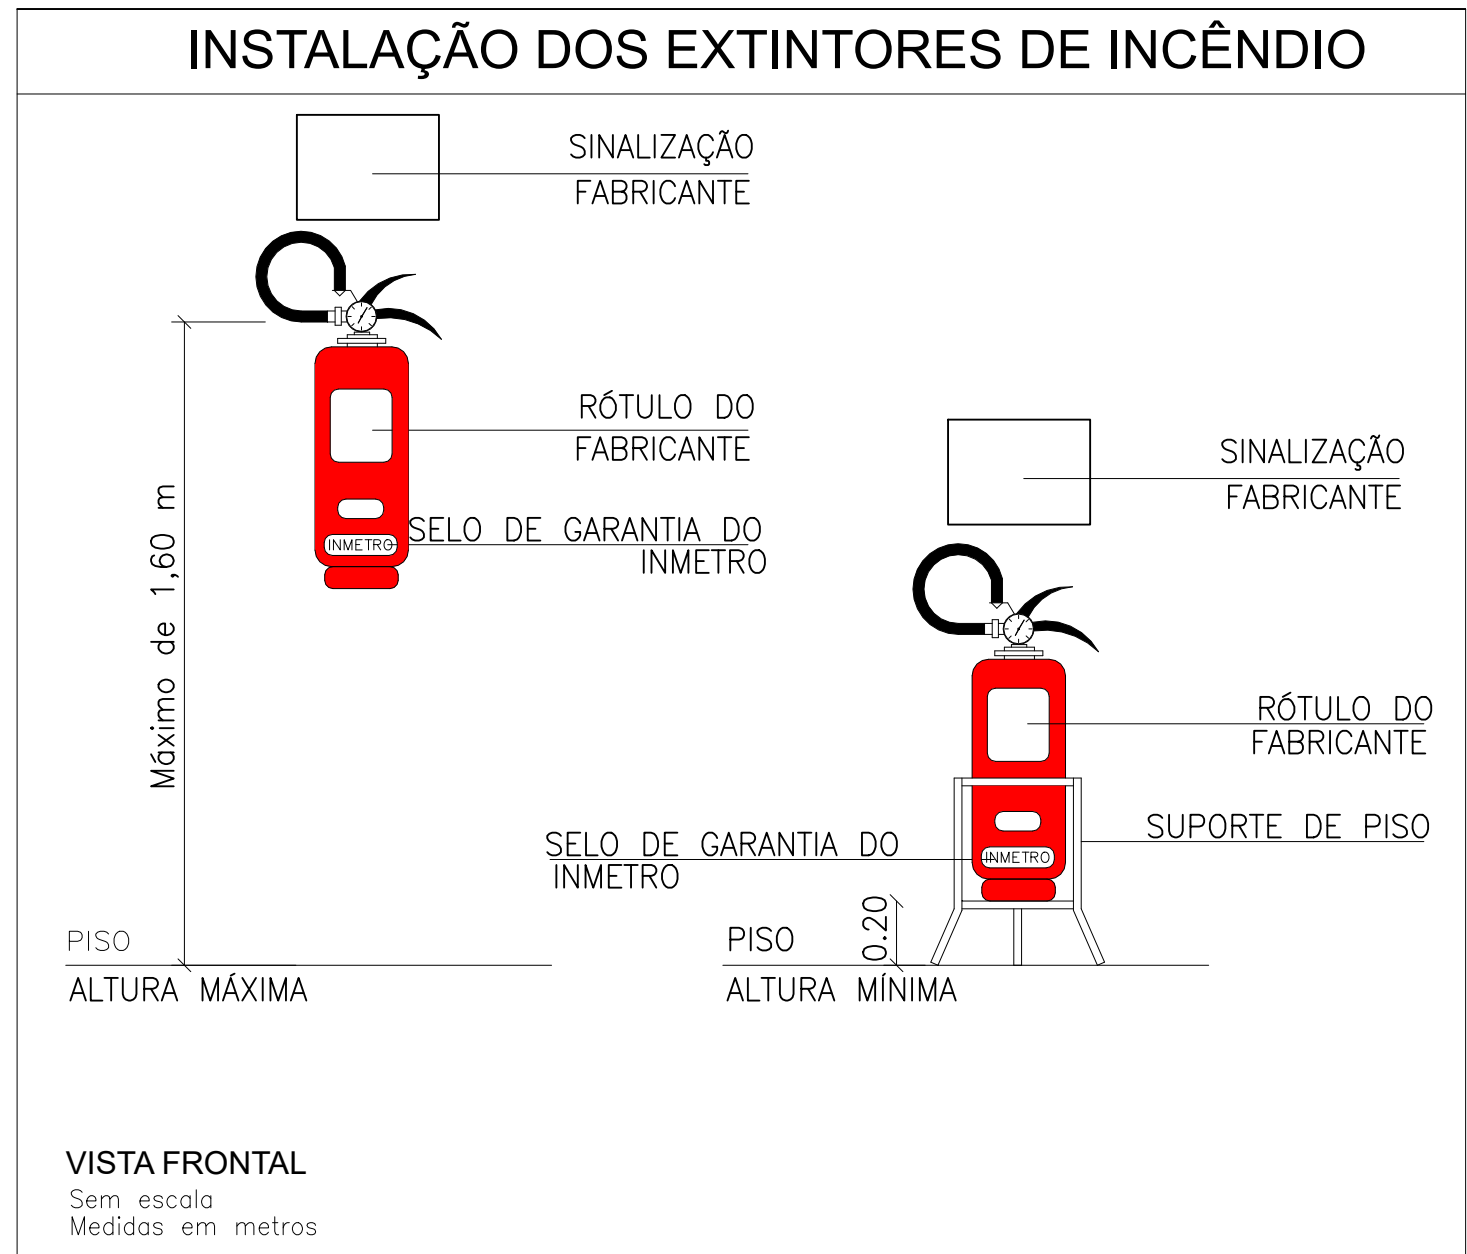 INSTALAÇÃO DOS EXTINTORES DE INCÊNDIO
SINALIZAÇÃO
FABRICANTE
RÓTULO DO
FABRICANTE
SELO DE GARANTIA DO
INMETRO
INMETRO
Máximo de 1,60 m
PISO
ALTURA MÁXIMA
SINALIZAÇÃO
FABRICANTE
RÓTULO DO
FABRICANTE
SUPORTE DE PISO
SELO DE GARANTIA DO
INMETRO
INMETRO
0.20
PISO
ALTURA MÍNIMA
VISTA FRONTAL
Sem escala
Medidas em metros